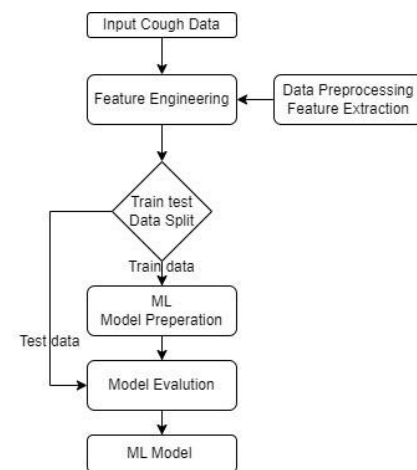 Input Cough Data
Feature Engineering
Data Preprocessing
Feature Extraction
Train test
Data Split
Train data
ML
Model Preperation
Test data
Model Evalution
ML Model